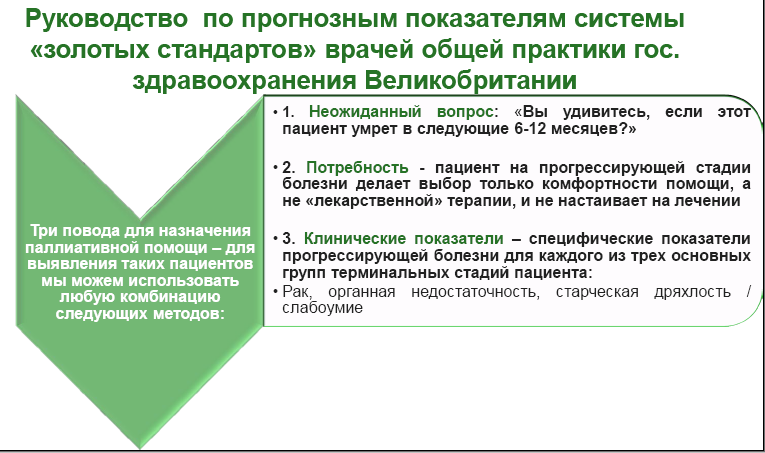 Руководство по прогнозным показателям системы
«золотых стандартов» врачей общей практики гос.
здравоохранения Великобритании
Три повода для назначения
паллиативной помощи – для
выявления таких пациентов
мы можем использовать
любую комбинацию
следующих методов:
• 1. Неожиданный вопрос: «Вы удивитесь, если этот
пациент умрет в следующие 6-12 месяцев?»
• 2. Потребность - пациент на прогрессирующей стадии
болезни делает выбор только комфортности помощи, а
не «лекарственной» терапии, и не настаивает на лечении
• 3. Клинические показатели – специфические показатели
прогрессирующей болезни для каждого из трех основных
групп терминальных стадий пациента:
• Рак, органная недостаточность, старческая дряхлость /
слабоумие